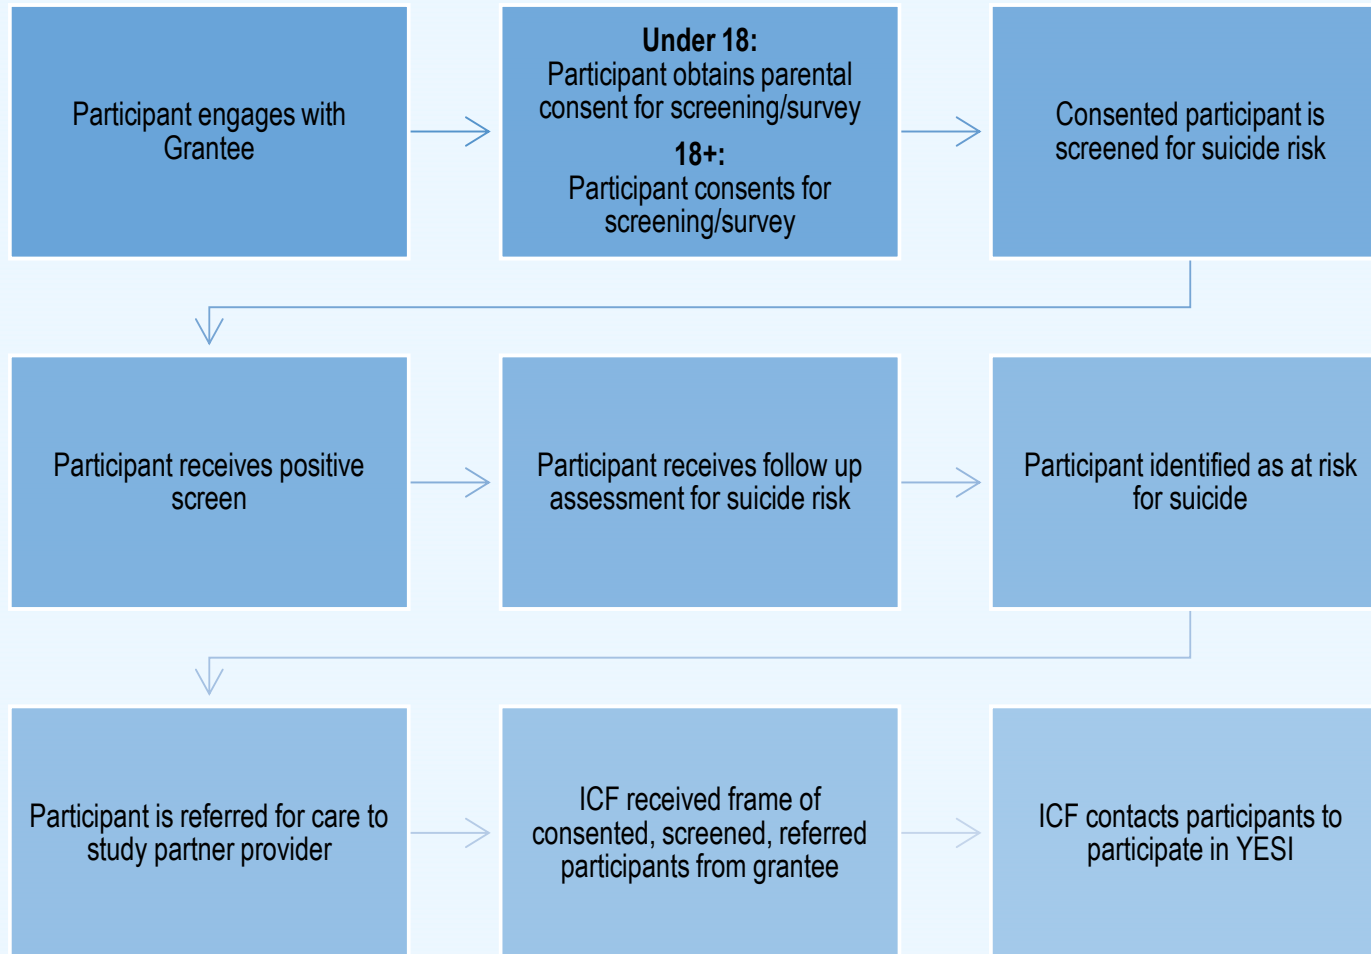 Participant engages with
Grantee
Under 18:
Participant obtains parental
consent for screening/survey
18+:
Participant consents for
screening/survey
Consented participant is
screened for suicide risk
Participant receives positive
screen
Participant receives follow up
assessment for suicide risk
Participant identified as at risk
for suicide
Participant is referred for care to
study partner provider
ICF received frame of
consented, screened, referred
participants from grantee
ICF contacts participants to
participate in YESI